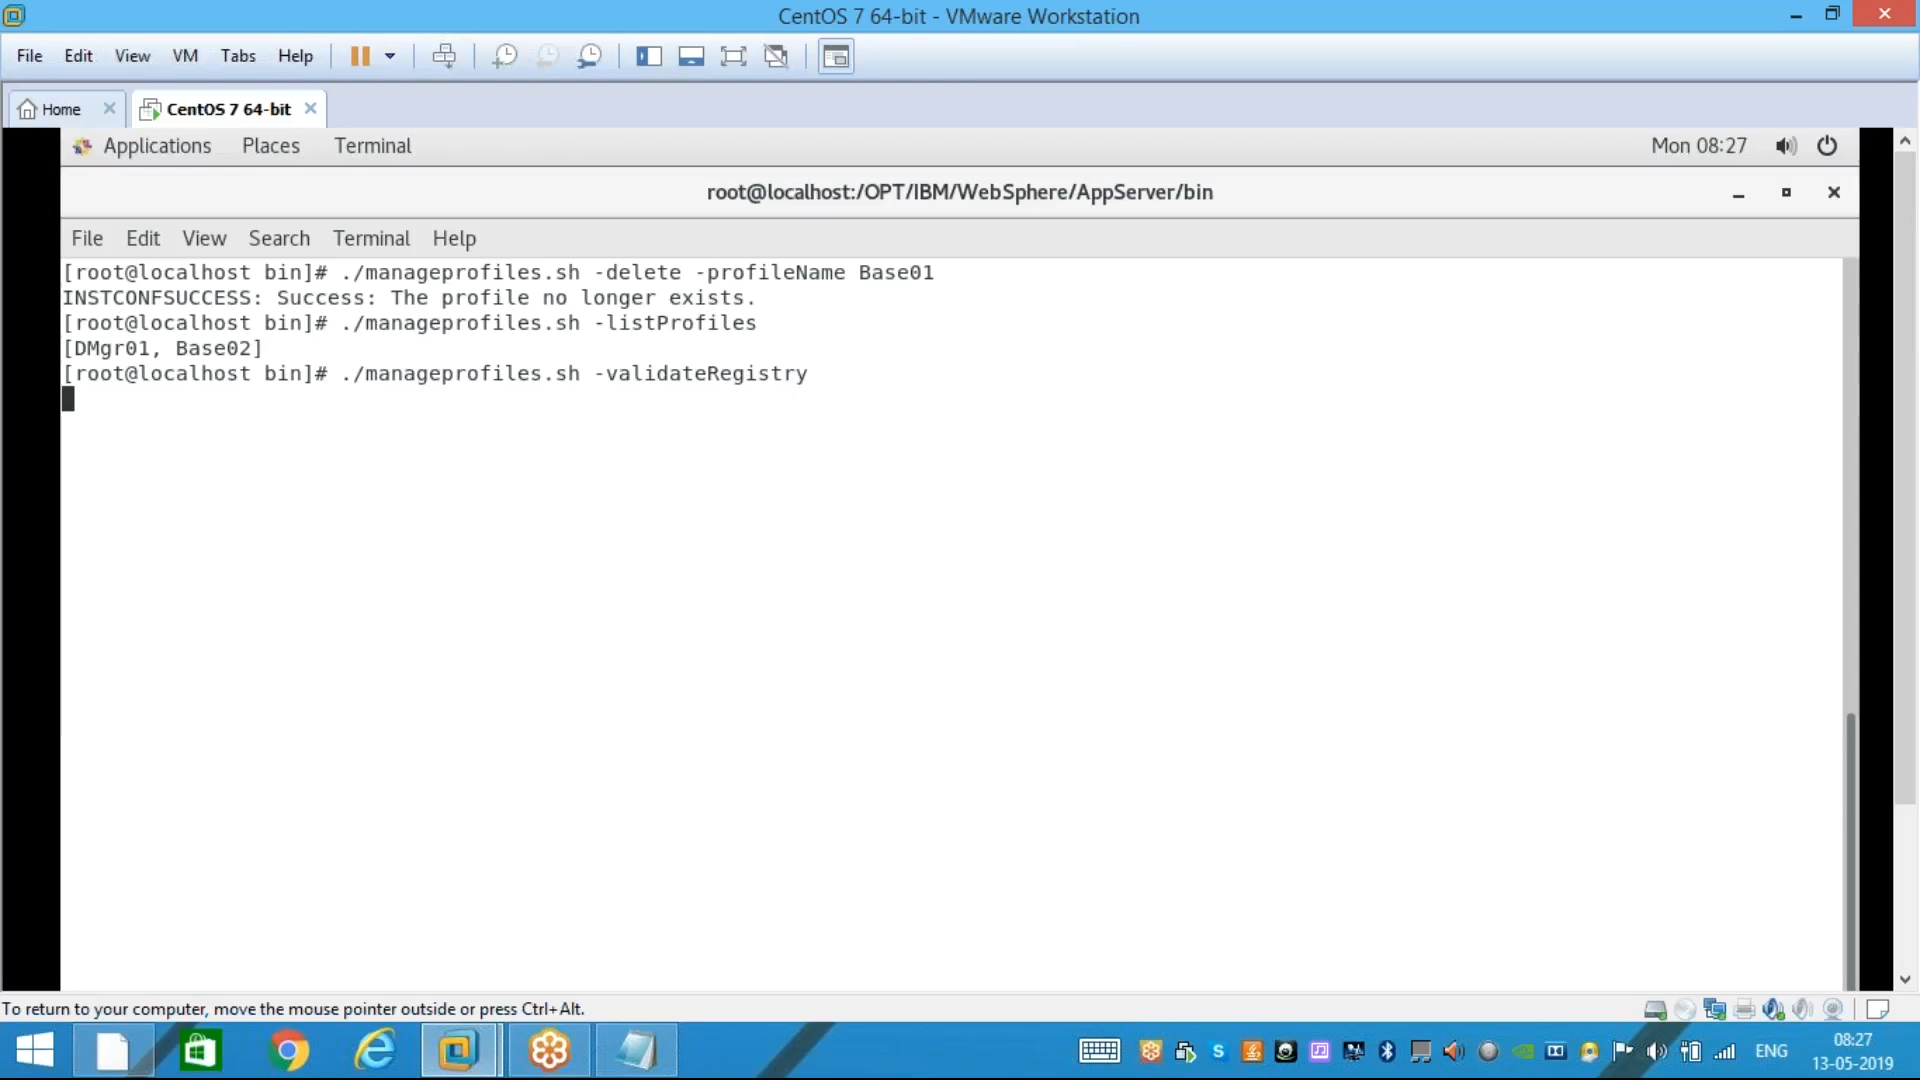 CentOS 7 64-bit - VMware Workstation
File Edit View VM Tabs Help
Home CentOS 7 64-bit
Applications Places Terminal Mon 08:27
root@localhost:/OPT/IBM/WebSphere/AppServer/bin
File Edit View Search Terminal Help
[root@localhost bin]# ./manageprofiles.sh -delete -profileName Base01
INSTCONFSUCCESS: Success: The profile no longer exists.
[root@localhost bin]# ./manageprofiles.sh -listProfiles
[DMgr01, Base02]
[root@localhost bin]# ./manageprofiles.sh -validateRegistry
To return to your computer, move the mouse pointer outside or press Ctrl+Alt.
ENG
08:27
13-05-2019